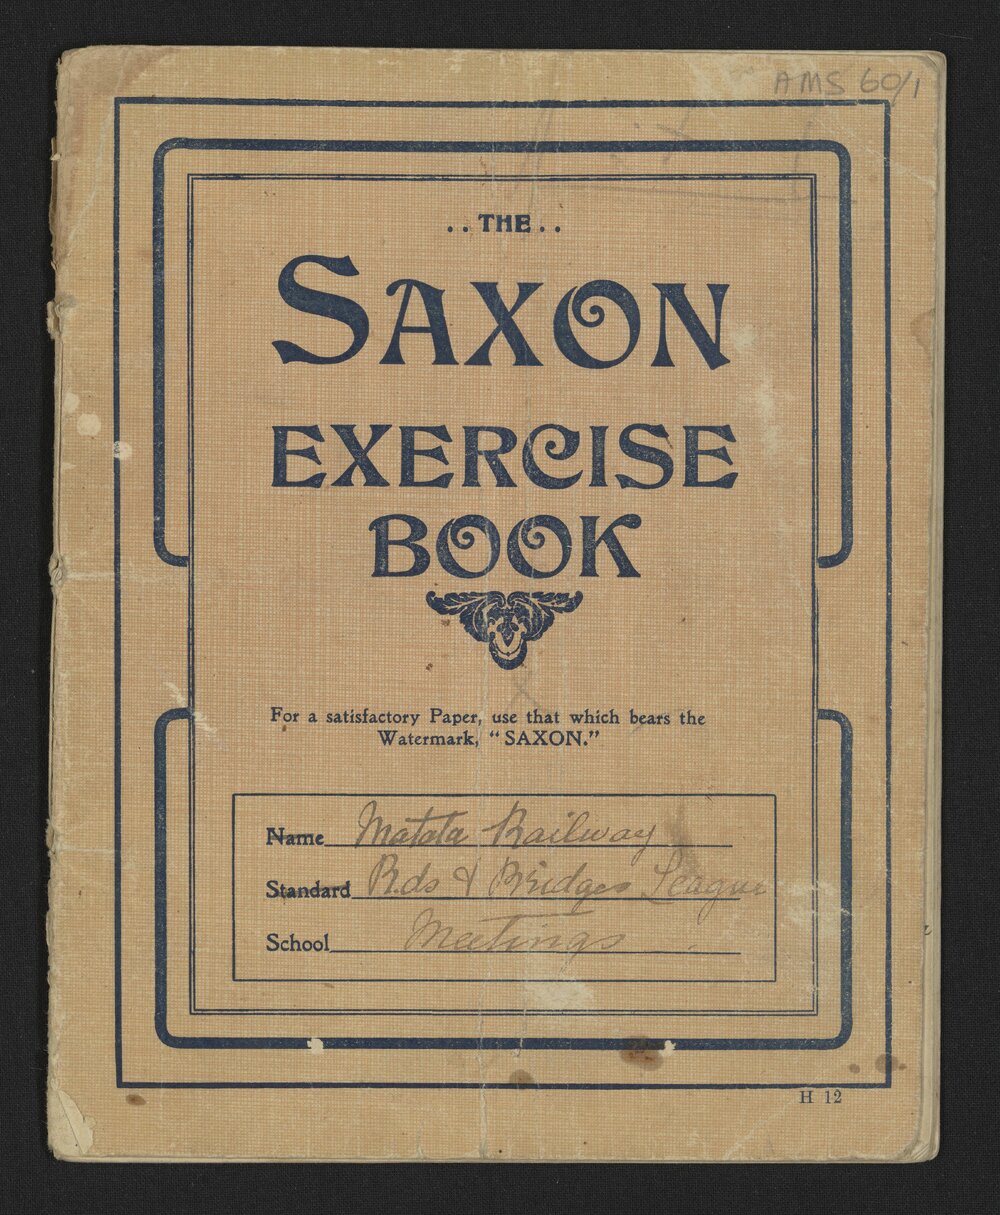 AMS 60/1
. . THE . .
SAXON
EXERCISE
BOOK
For a satisfactory Paper, use that which bears the
Watermark, “SAXON.”
Name Matata Railway
Standard Rds & Bridges League
School Meetings
H 12